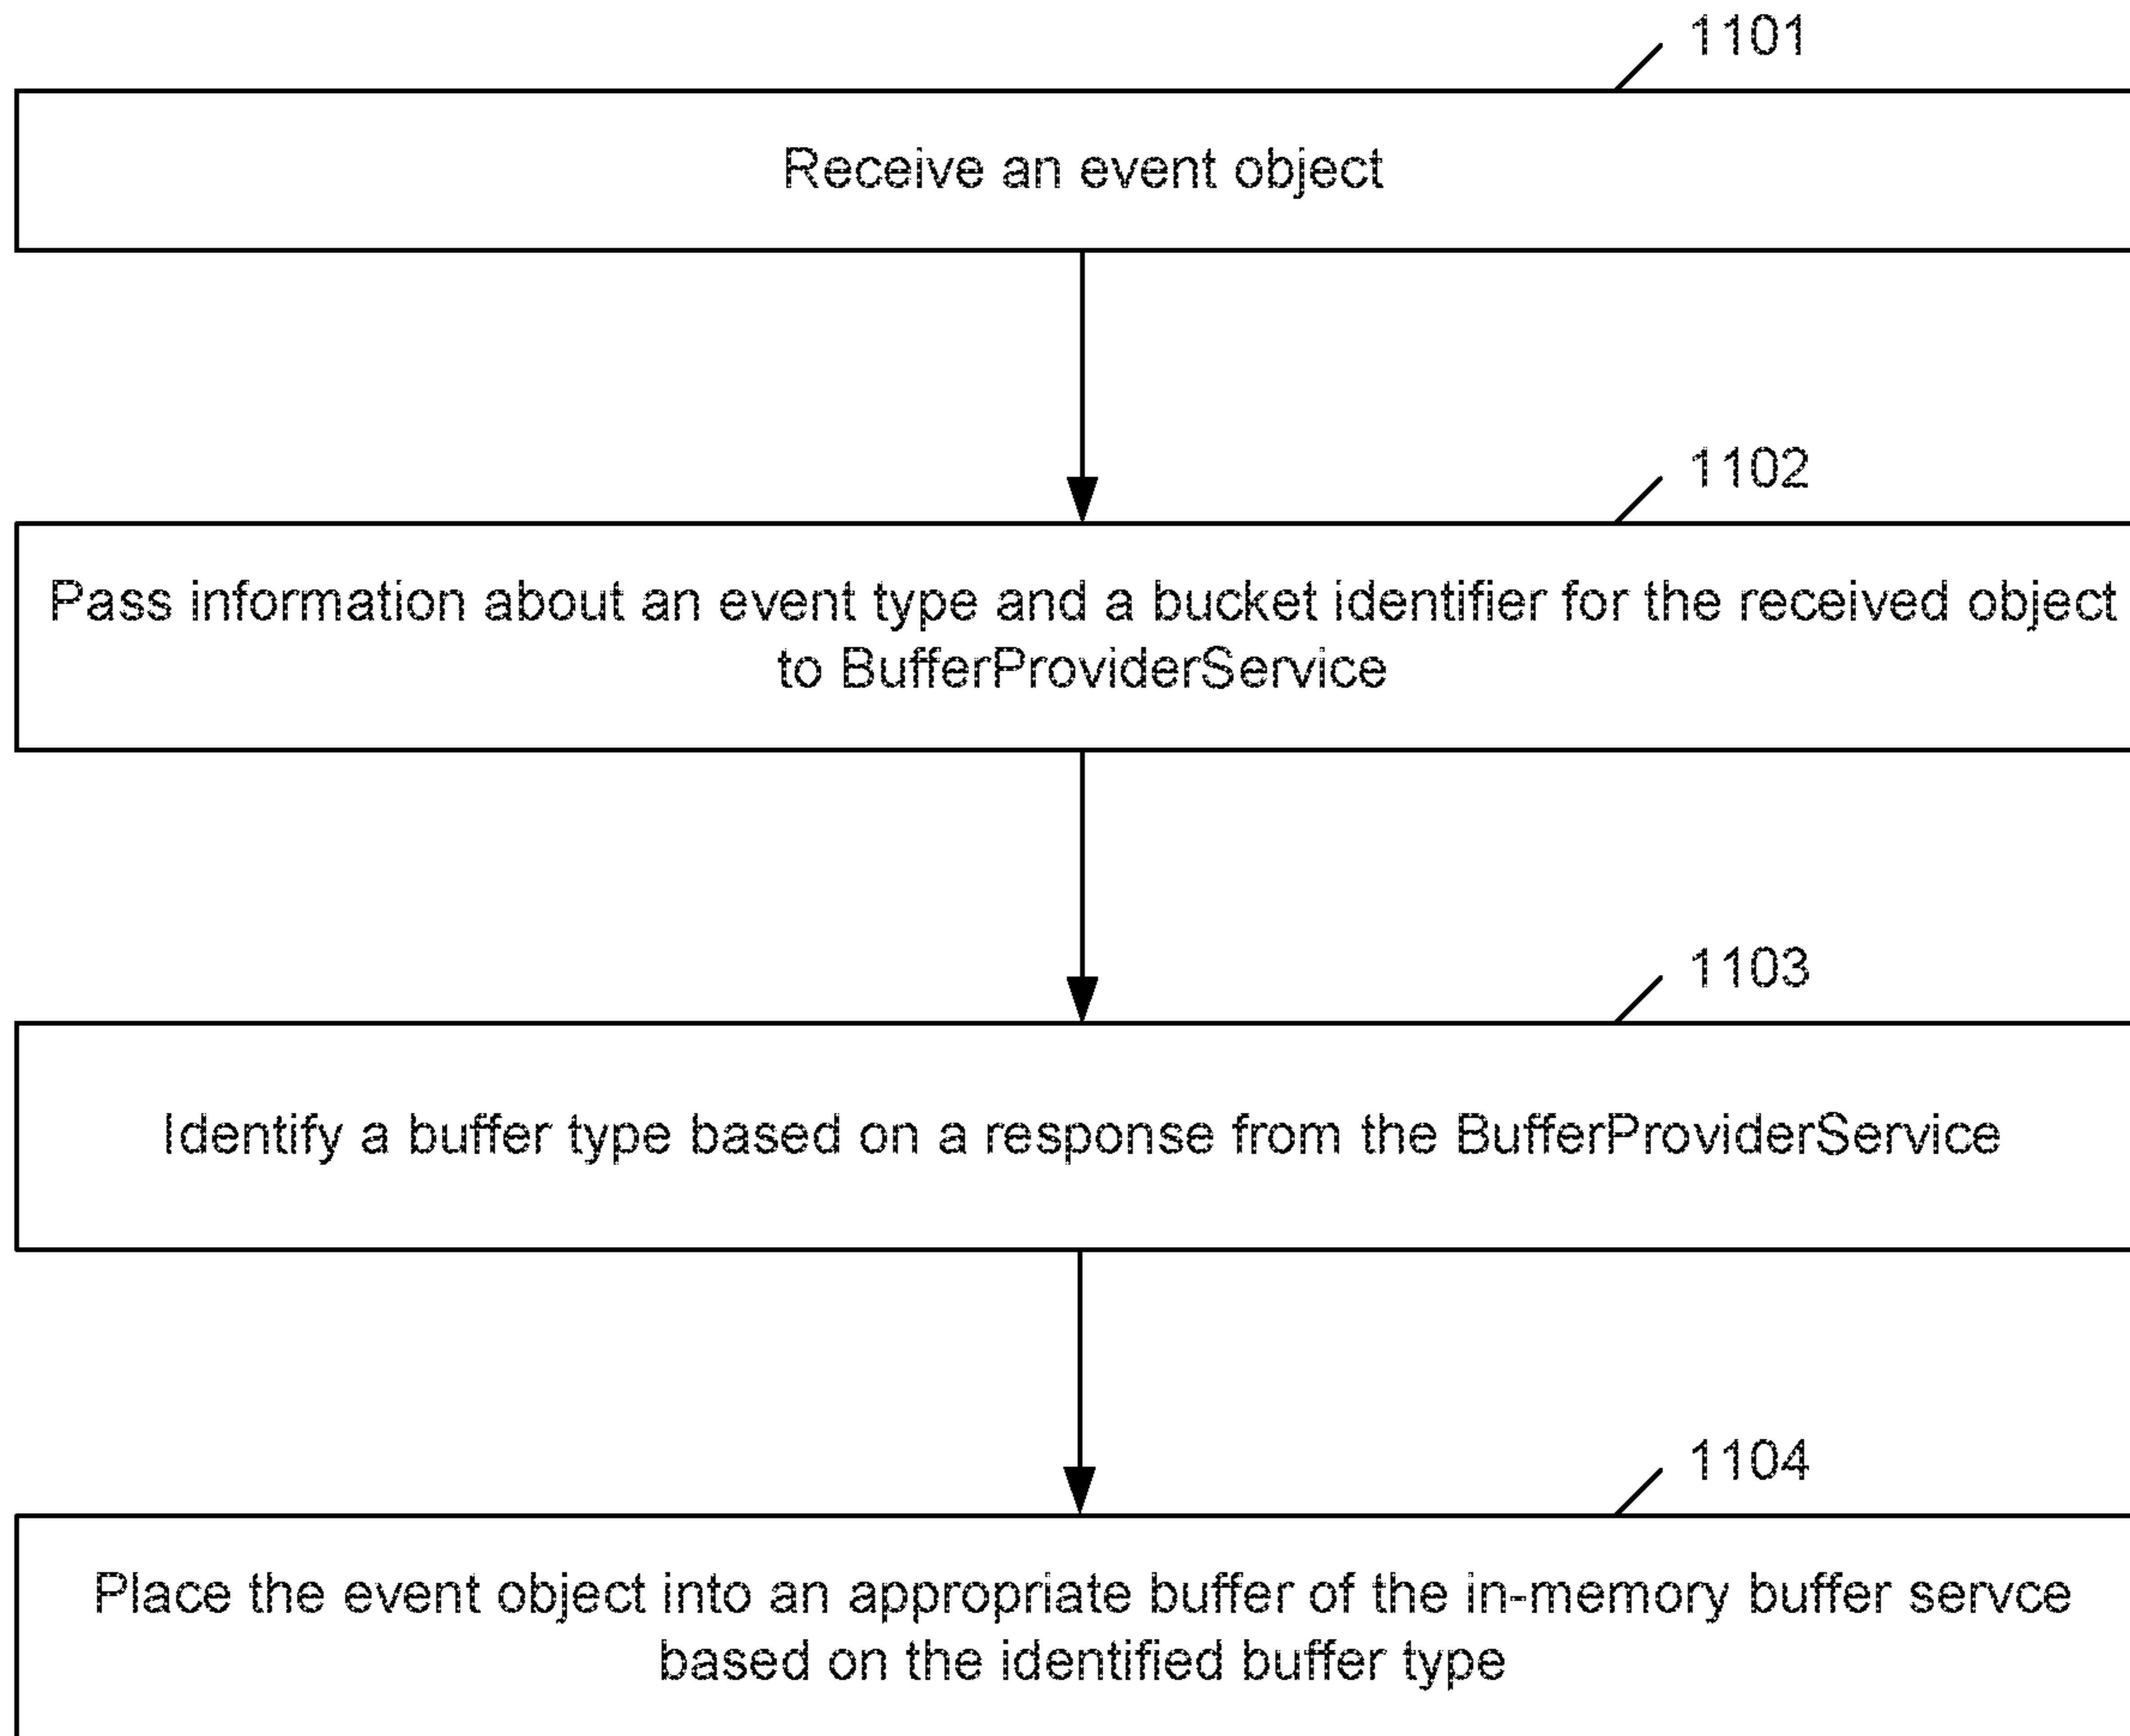 1101
Receive an event object
1102
Pass information about an event type and a bucket identifier for the received object
to BufferProviderService
1103
Identify a buffer type based on a response from the BufferProviderService
1104
Place the event object into an appropriate buffer of the in-memory buffer servce
based on the identified buffer type